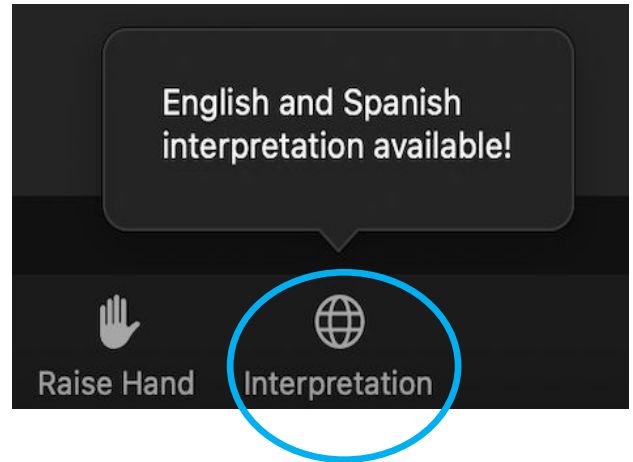 English and Spanish
interpretation available!
Raise Hand
Interpretation